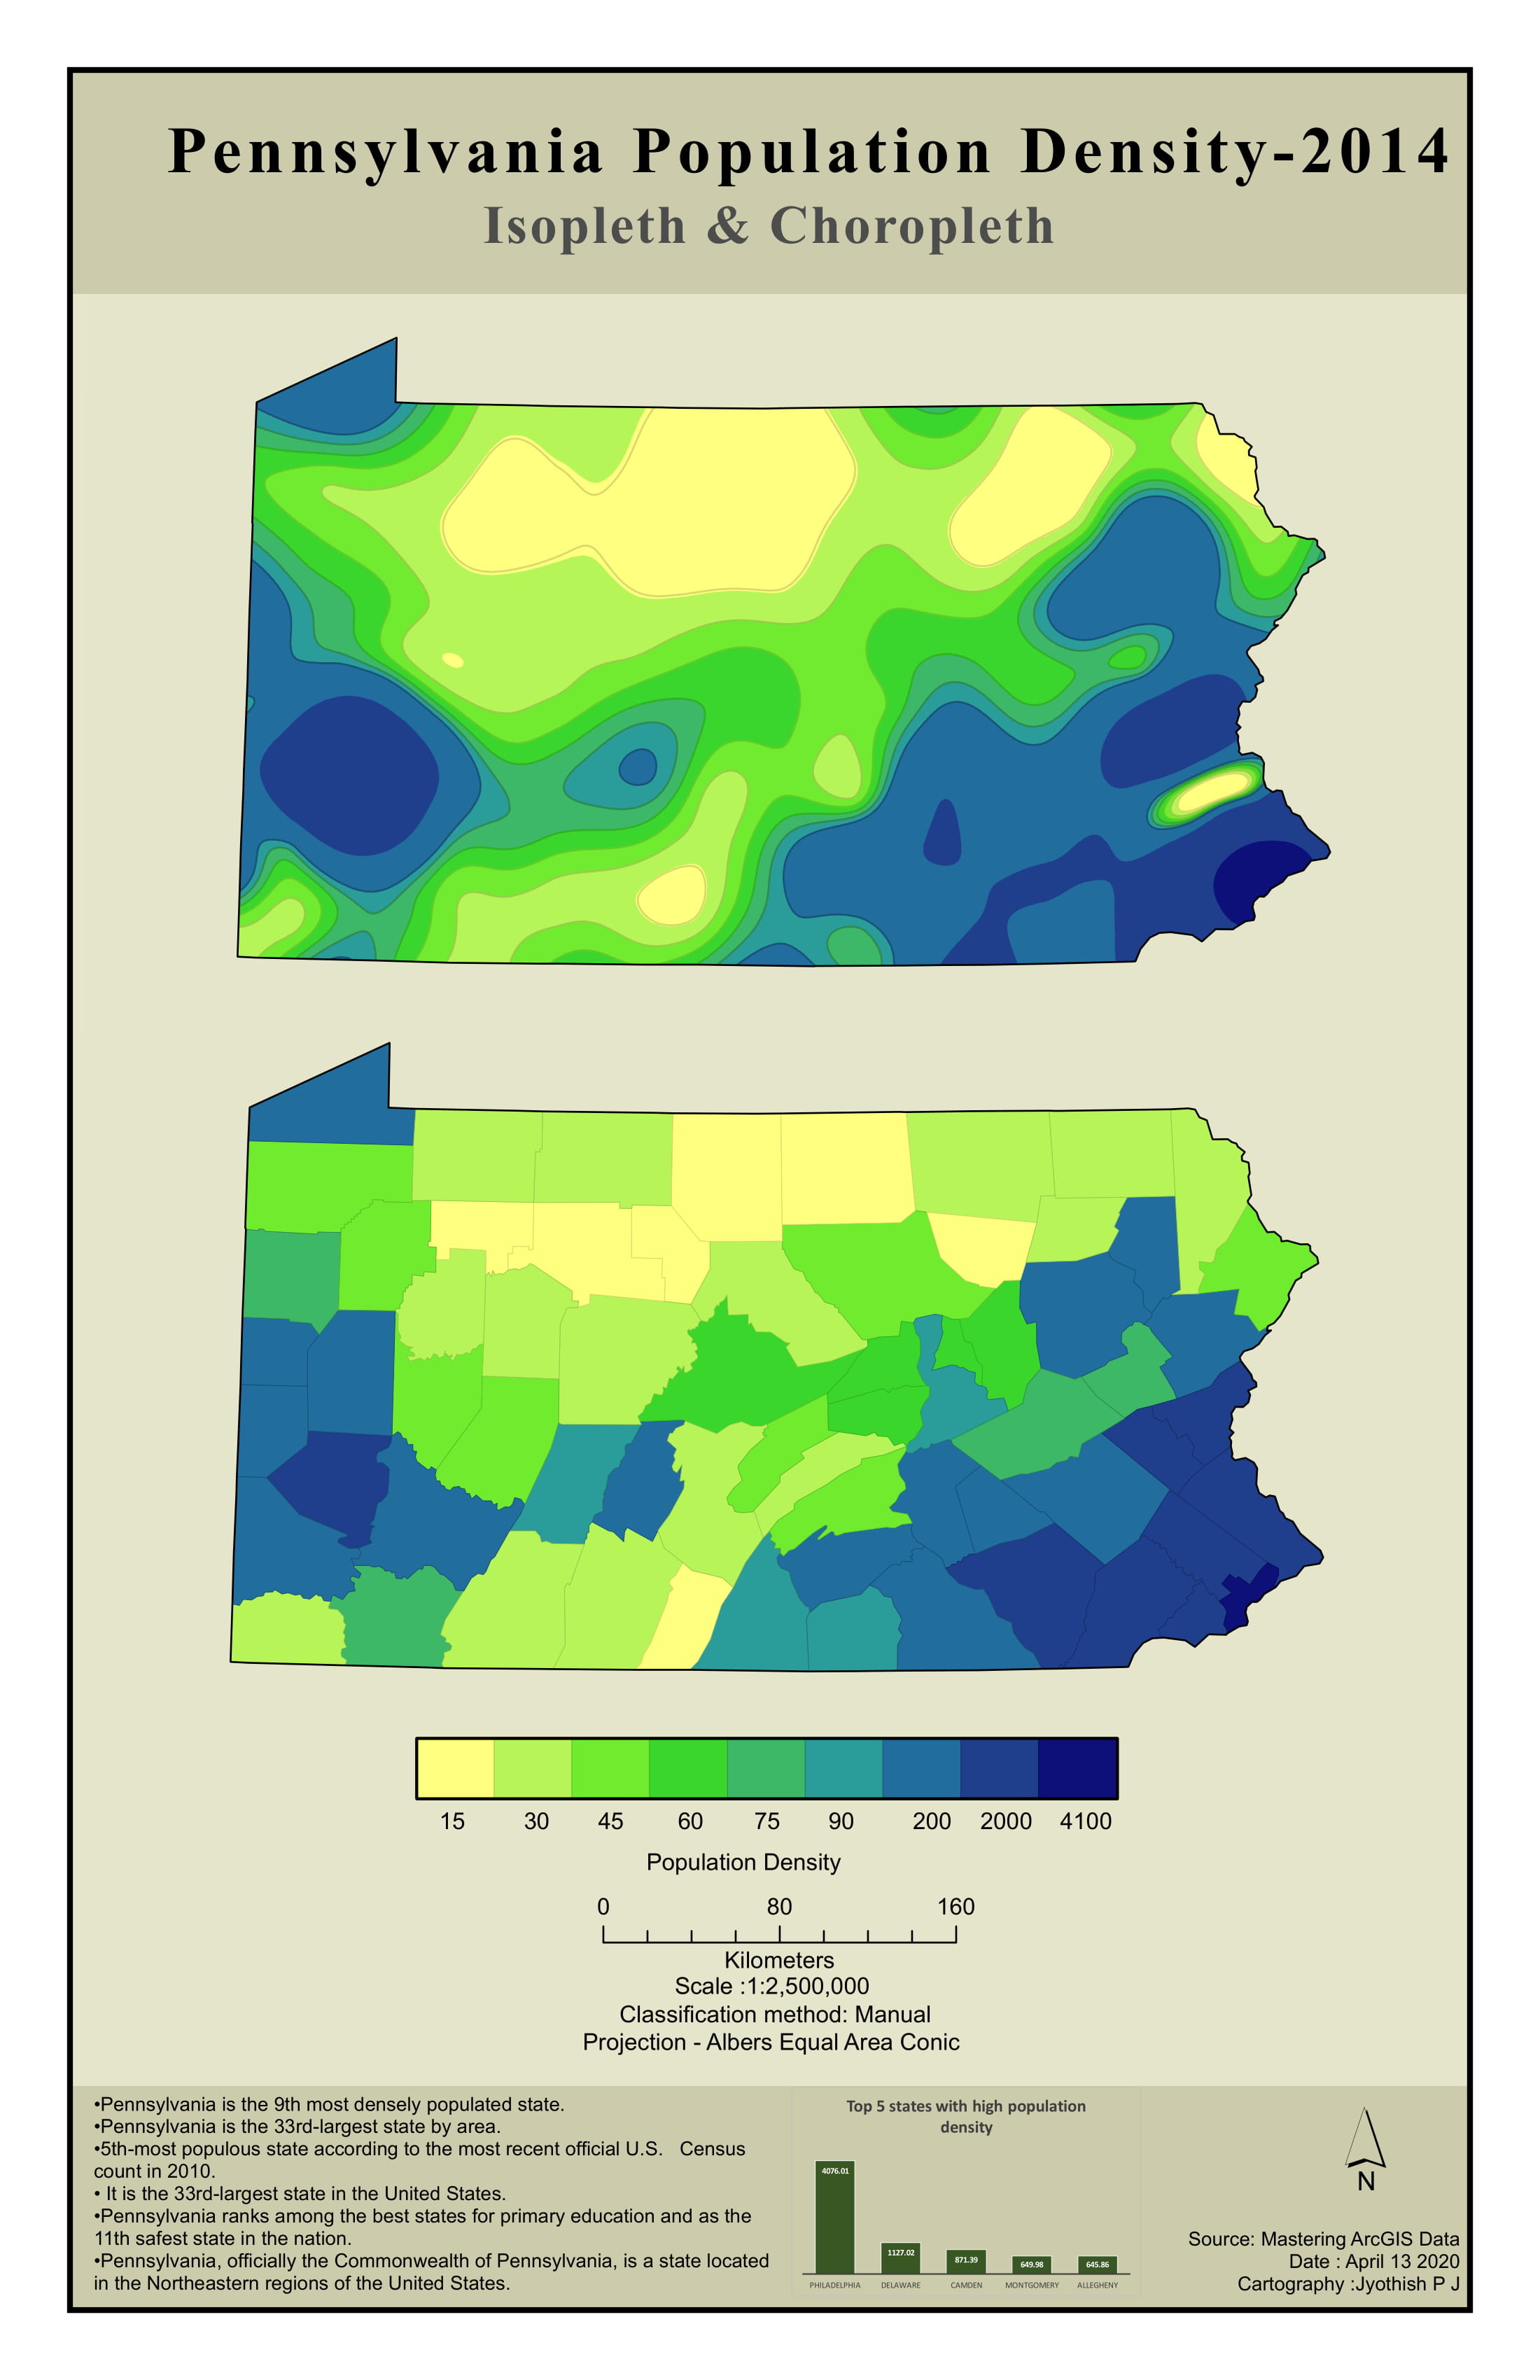 Pennsylvania Population Density-2014
Isopleth & Choropleth
15 30 45 60 75 90 200 2000 4100
Population Density
0 80 160
Kilometers
Scale :1:2,500,000
Classification method: Manual
Projection - Albers Equal Area Conic
•Pennsylvania is the 9th most densely populated state.
•Pennsylvania is the 33rd-largest state by area.
•5th-most populous state according to the most recent official U.S. Census
count in 2010.
• It is the 33rd-largest state in the United States.
•Pennsylvania ranks among the best states for primary education and as the
11th safest state in the nation.
•Pennsylvania, officially the Commonwealth of Pennsylvania, is a state located
in the Northeastern regions of the United States.
Top 5 states with high population
density
4076.01
1127.02
871.39
649.98
645.86
PHILADELPHIA DELAWARE CAMDEN MONTGOMERY ALLEGHENY
N
Source: Mastering ArcGIS Data
Date : April 13 2020
Cartography :Jyothish P J